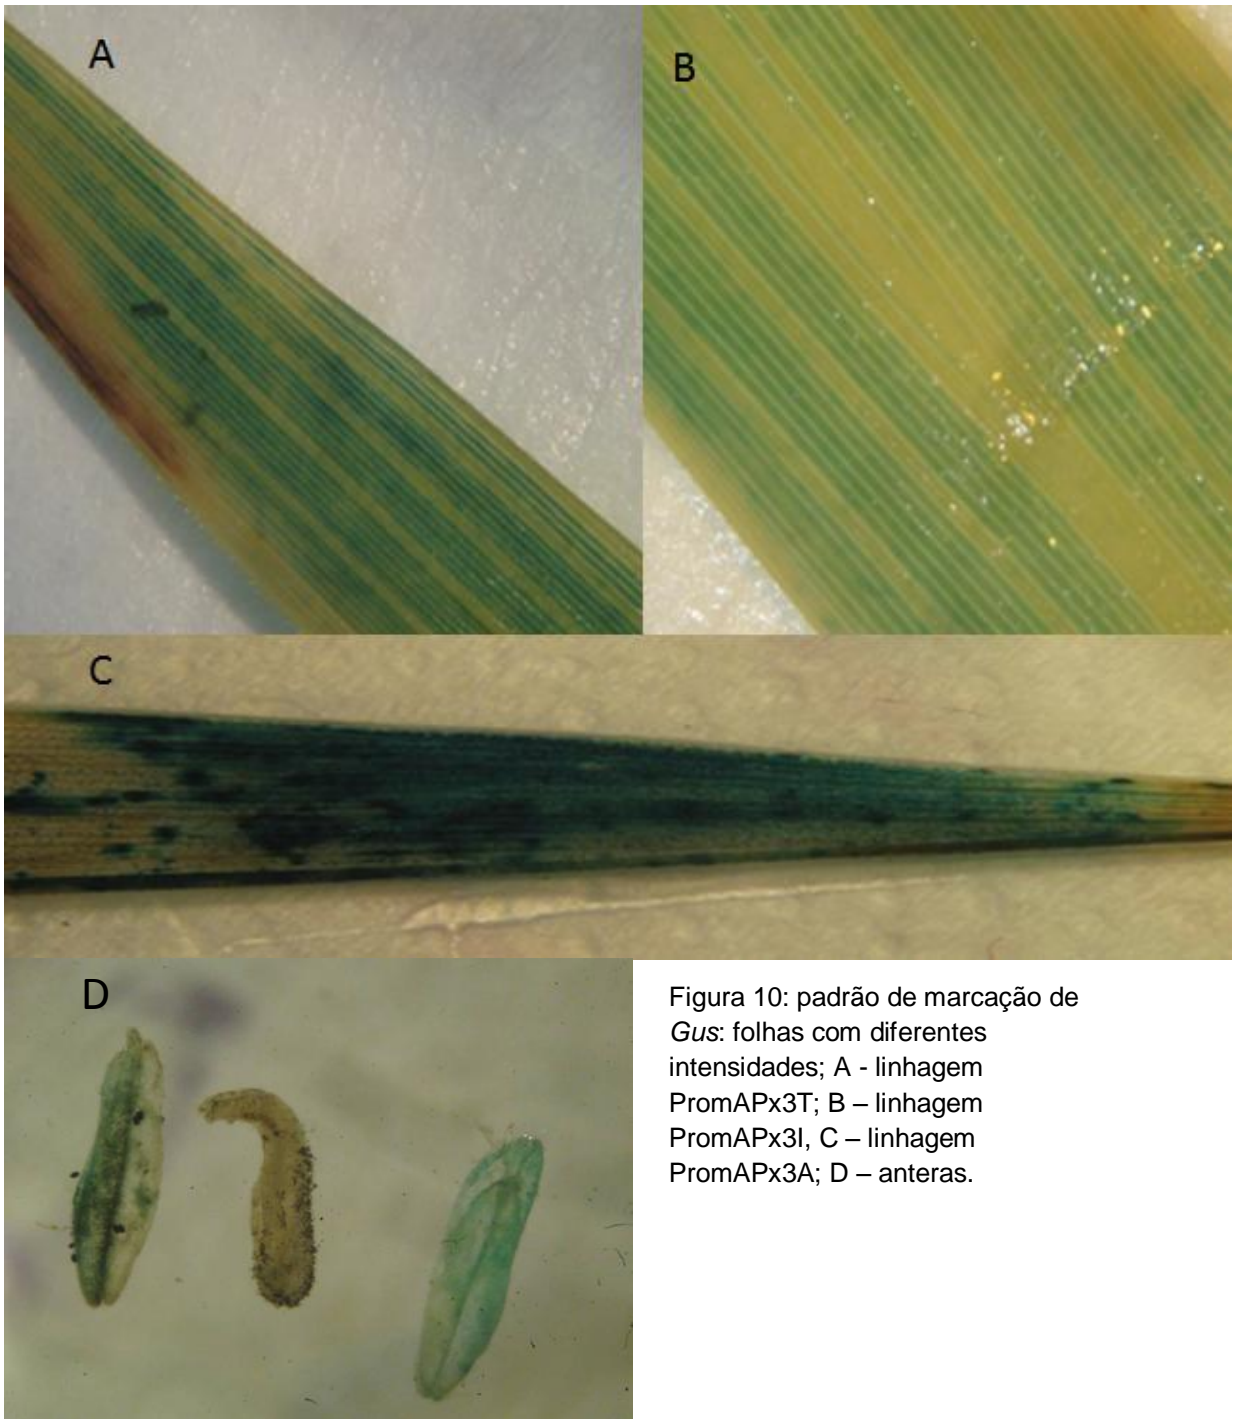 A
B
C
D
Figura 10: padrão de marcação de
Gus: folhas com diferentes
intensidades; A - linhagem
PromAPx3T; B – linhagem
PromAPx3I, C – linhagem
PromAPx3A; D – anteras.